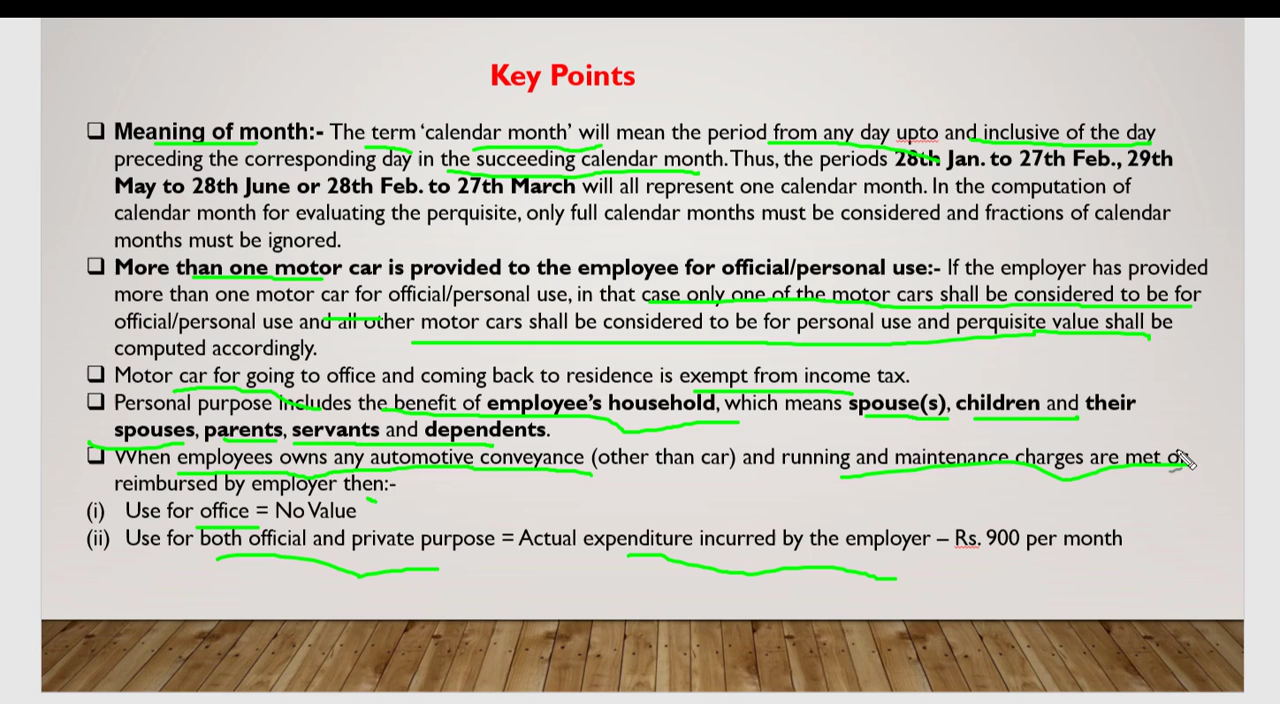 Key Points
❑ Meaning of month:- The term ‘calendar month’ will mean the period from any day upto and inclusive of the day
preceding the corresponding day in the succeeding calendar month. Thus, the periods 28th Jan. to 27th Feb., 29th
May to 28th June or 28th Feb. to 27th March will all represent one calendar month. In the computation of
calendar month for evaluating the perquisite, only full calendar months must be considered and fractions of calendar
months must be ignored.
❑ More than one motor car is provided to the employee for official/personal use:- If the employer has provided
more than one motor car for official/personal use, in that case only one of the motor cars shall be considered to be for
official/personal use and all other motor cars shall be considered to be for personal use and perquisite value shall be
computed accordingly.
❑ Motor car for going to office and coming back to residence is exempt from income tax.
❑ Personal purpose includes the benefit of employee’s household, which means spouse(s), children and their
spouses, parents, servants and dependents.
❑ When employees owns any automotive conveyance (other than car) and running and maintenance charges are met or
reimbursed by employer then:-
(i) Use for office = No Value
(ii) Use for both official and private purpose = Actual expenditure incurred by the employer – Rs. 900 per month